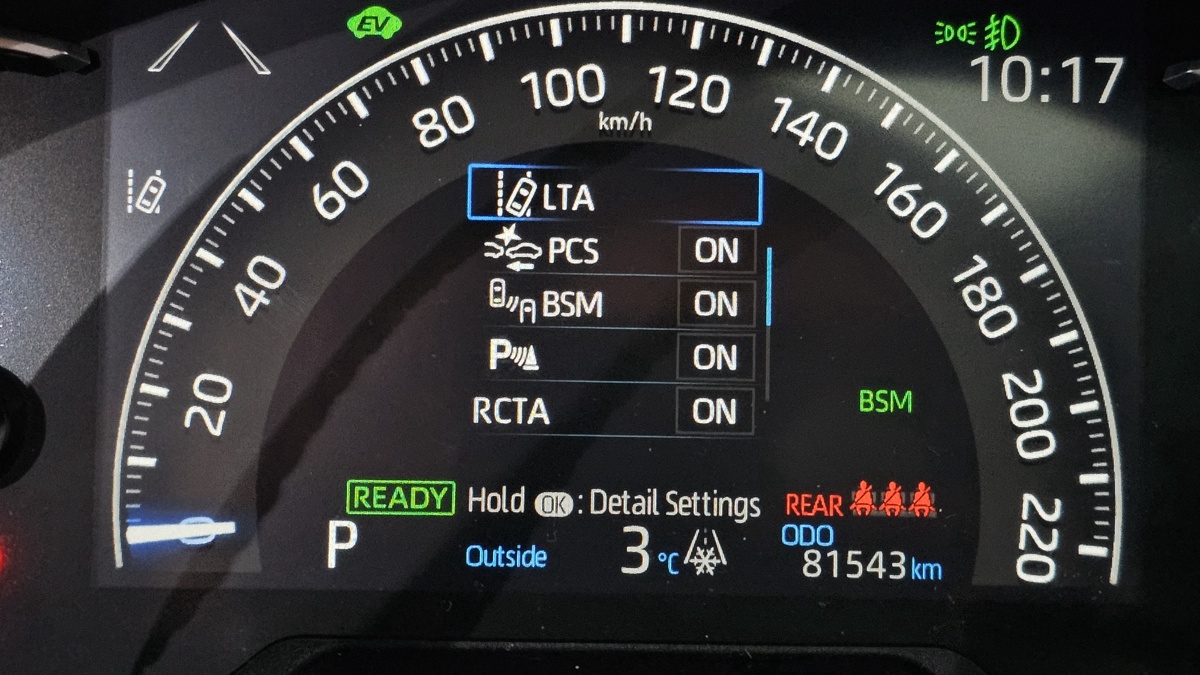 EV
10:17
20
40
60
80
100
120
140
160
180
200
220
0
km/h
LTA
PCS ON
BSM ON
P ON
RCTA ON
BSM
READY Hold OK : Detail Settings REAR
P Outside 3 °C
ODO
81543 km